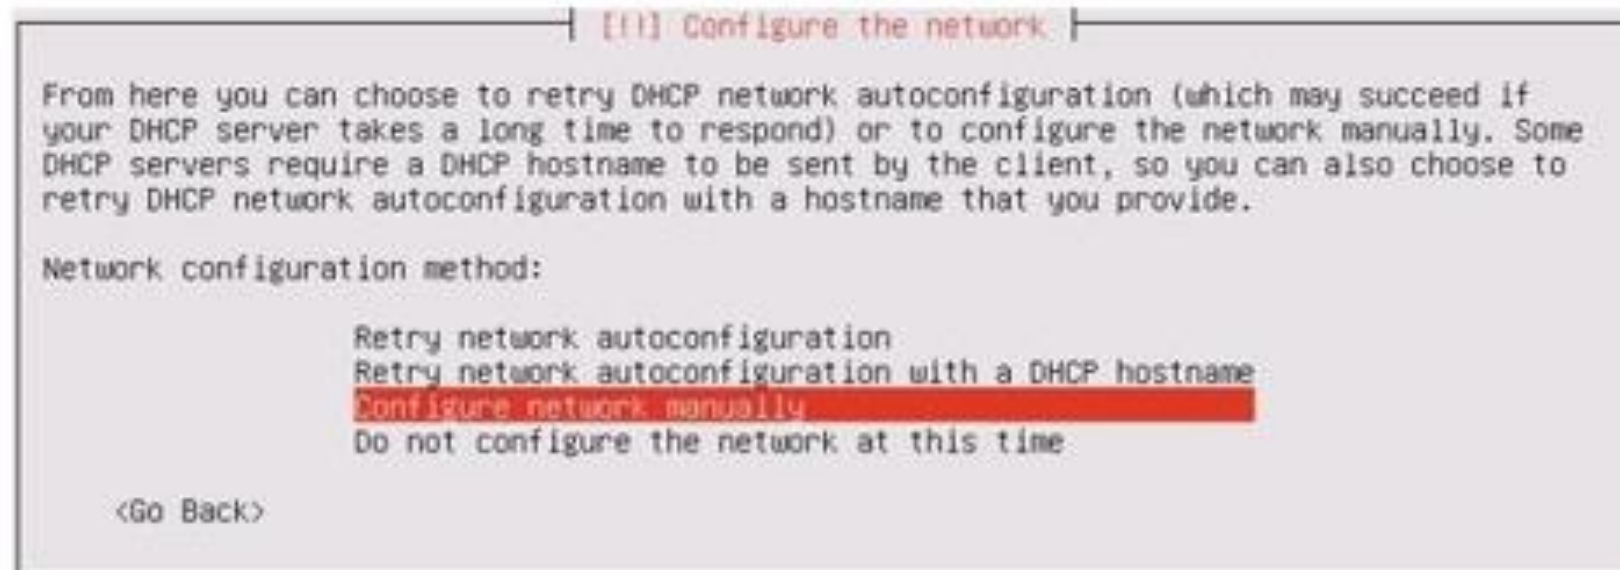 [!!] Configure the network
From here you can choose to retry DHCP network autoconfiguration (which may succeed if
your DHCP server takes a long time to respond) or to configure the network manually. Some
DHCP servers require a DHCP hostname to be sent by the client, so you can also choose to
retry DHCP network autoconfiguration with a hostname that you provide.
Network configuration method:
Retry network autoconfiguration
Retry network autoconfiguration with a DHCP hostname
Configure network manually
Do not configure the network at this time
<Go Back>